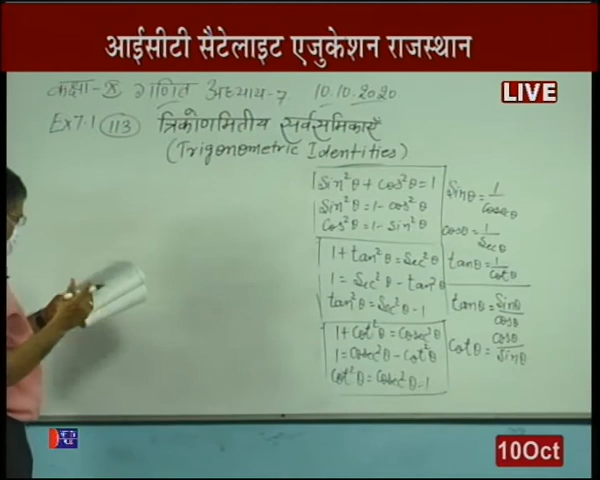 आईसीटी सैटेलाइट एजुकेशन राजस्थान
LIVE
कक्षा-X गणित अध्याय-7 10.10.2020
Ex 7.1 (113) त्रिकोणमितीय सर्वसमिकाएँ
(Trigonometric Identities)
sin²θ + cos²θ = 1
sin²θ = 1 - cos²θ
cos²θ = 1 - sin²θ
1 + tan²θ = sec²θ
1 = sec²θ - tan²θ
tan²θ = sec²θ - 1
1 + cot²θ = cosec²θ
1 = cosec²θ - cot²θ
cot²θ = cosec²θ - 1
sinθ = 1/cosecθ
cosθ = 1/secθ
tanθ = 1/cotθ
tanθ = sinθ/cosθ
cotθ = cosθ/sinθ
10Oct